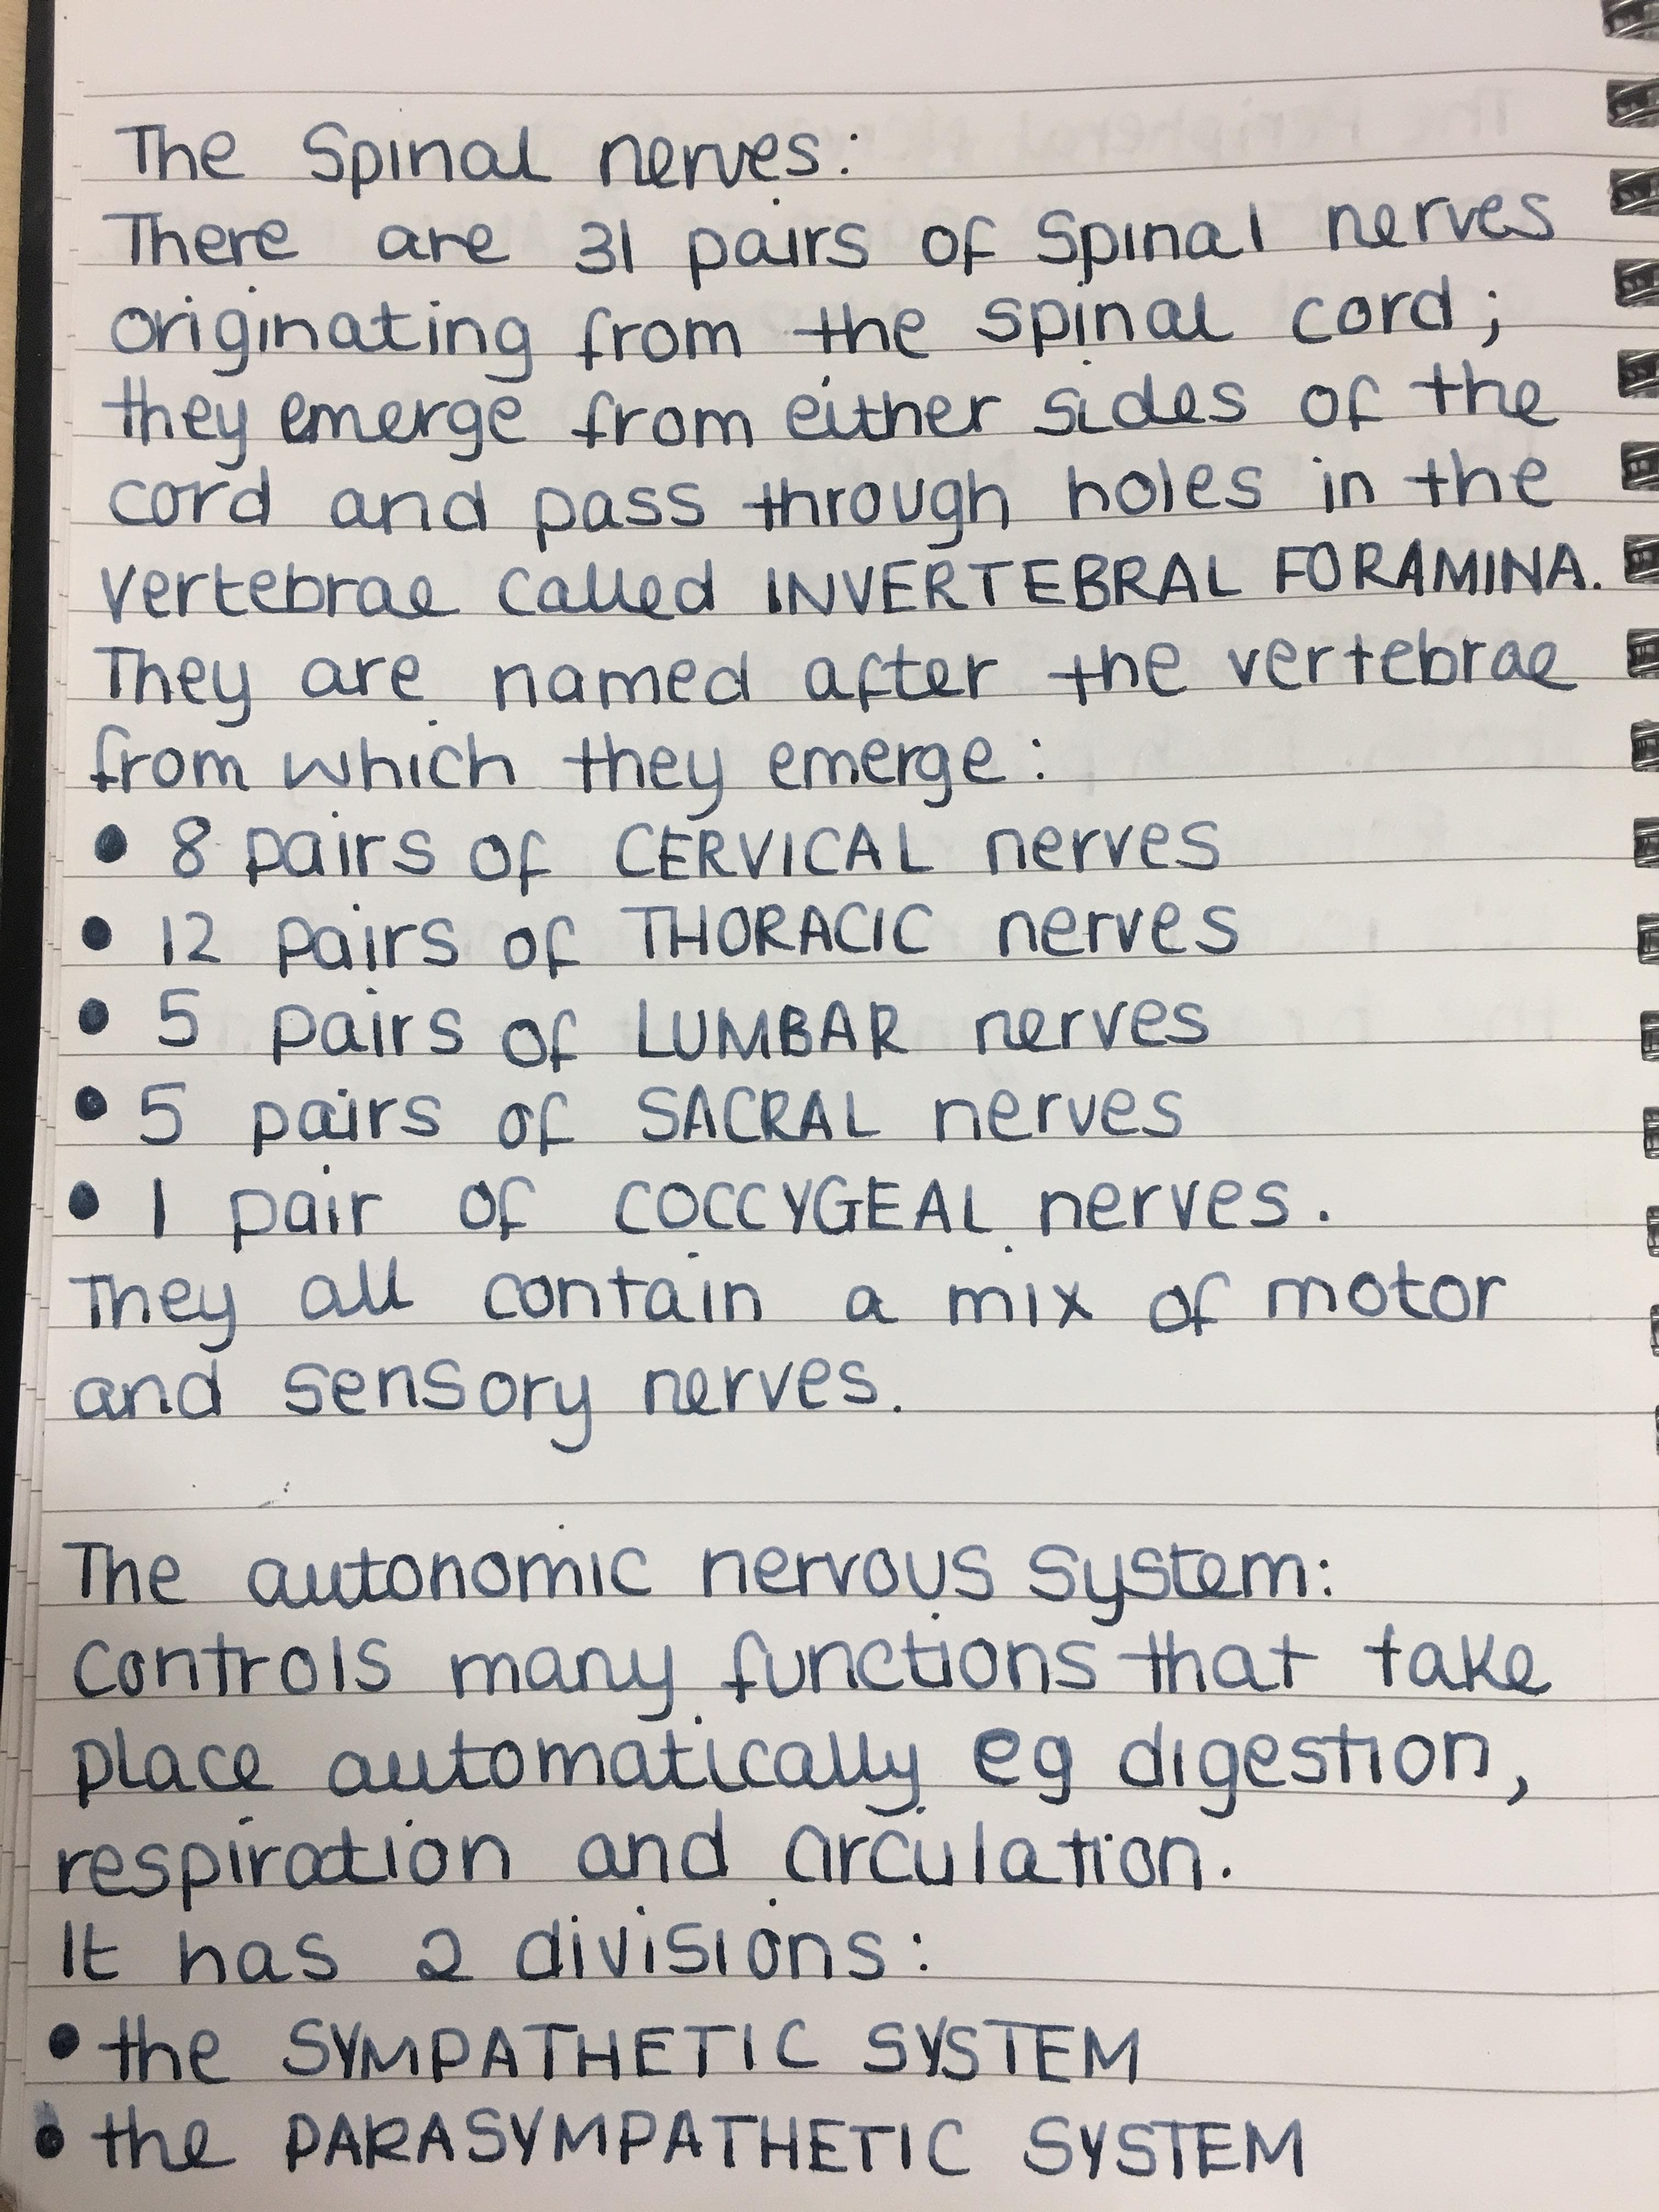 The Spinal nerves:
There are 31 pairs of Spinal nerves
originating from the spinal cord;
they emerge from either sides of the
cord and pass through holes in the
vertebrae called INVERTEBRAL FORAMINA.
They are named after the vertebrae
from which they emerge:
• 8 pairs of CERVICAL nerves
• 12 pairs of THORACIC nerves
• 5 pairs of LUMBAR nerves
• 5 pairs of SACRAL nerves
• 1 pair of COCCYGEAL nerves.
They all contain a mix of motor
and sensory nerves.
The autonomic nervous system:
Controls many functions that take
place automatically eg digestion,
respiration and circulation.
It has 2 divisions:
• the SYMPATHETIC SYSTEM
• the PARASYMPATHETIC SYSTEM